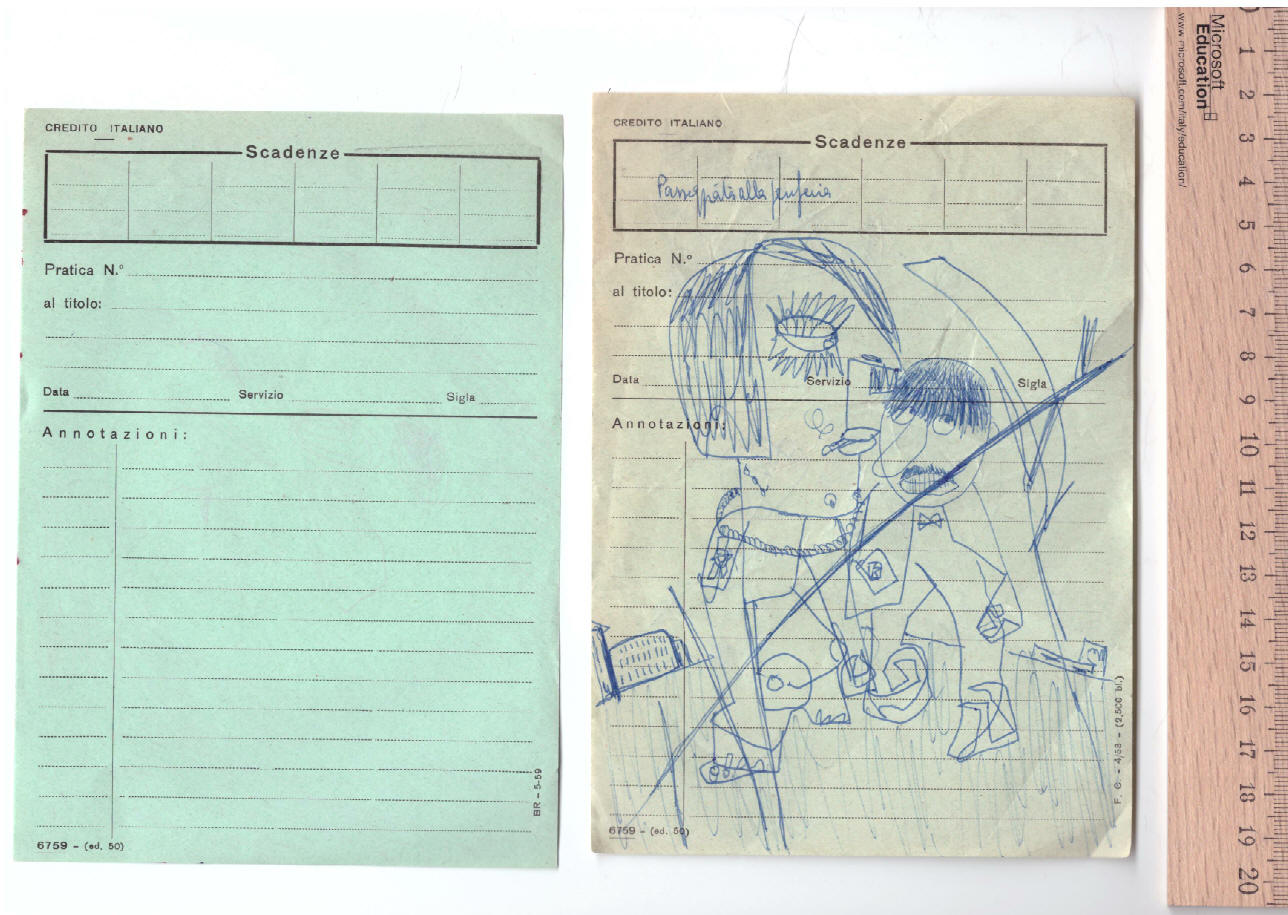 CREDITO ITALIANO
Scadenze
Pratica N.º
al titolo:
Data Servizio Sigla
Annotazioni:
BR - 5-59
6759 - (ed. 50)
CREDITO ITALIANO
Scadenze
alla
Pratica N.º
al titolo:
Data Servizio Sigla
Annotazioni:
F. C. - 4/58 - (2,500 bl.)
6759 - (ed. 50)
Microsoft
Education
www.microsoft.com/italy/education/
1 2 3 4 5 6 7 8 9 10 11 12 13 14 15 16 17 18 19 20